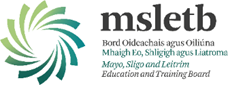 msletb
Bord Oideachais agus Oiliúna
Mhaigh Eo, Shligigh agus Liatroma
Mayo, Sligo and Leitrim
Education and Training Board